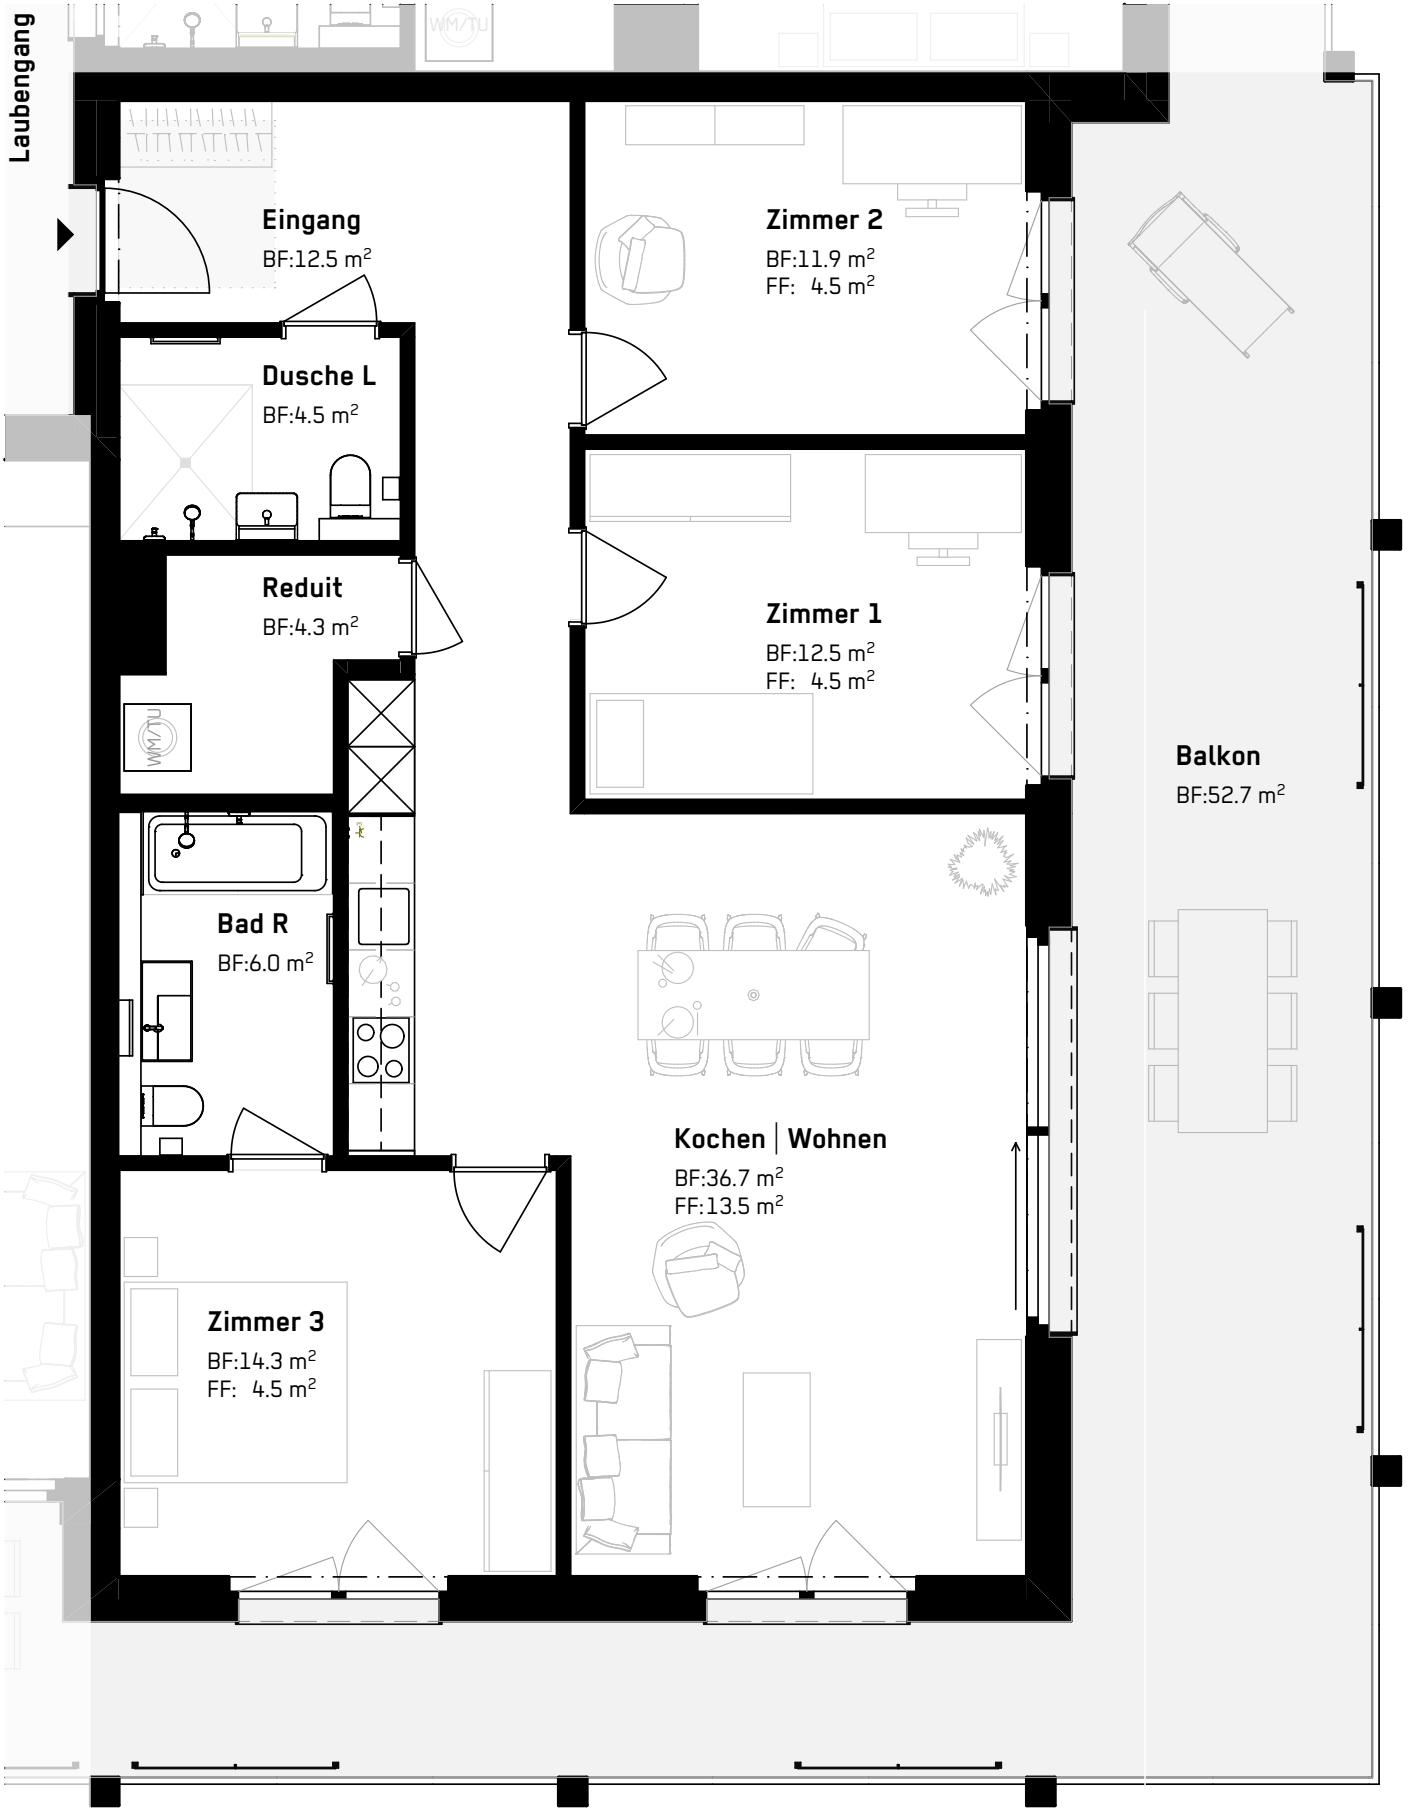 Laubengang
WM/TU
Eingang
BF:12.5 m²
Zimmer 2
BF:11.9 m²
FF: 4.5 m²
Dusche L
BF:4.5 m²
Reduit
BF:4.3 m²
Zimmer 1
BF:12.5 m²
FF: 4.5 m²
WM/TU
Balkon
BF:52.7 m²
Bad R
BF:6.0 m²
Kochen | Wohnen
BF:36.7 m²
FF:13.5 m²
Zimmer 3
BF:14.3 m²
FF: 4.5 m²